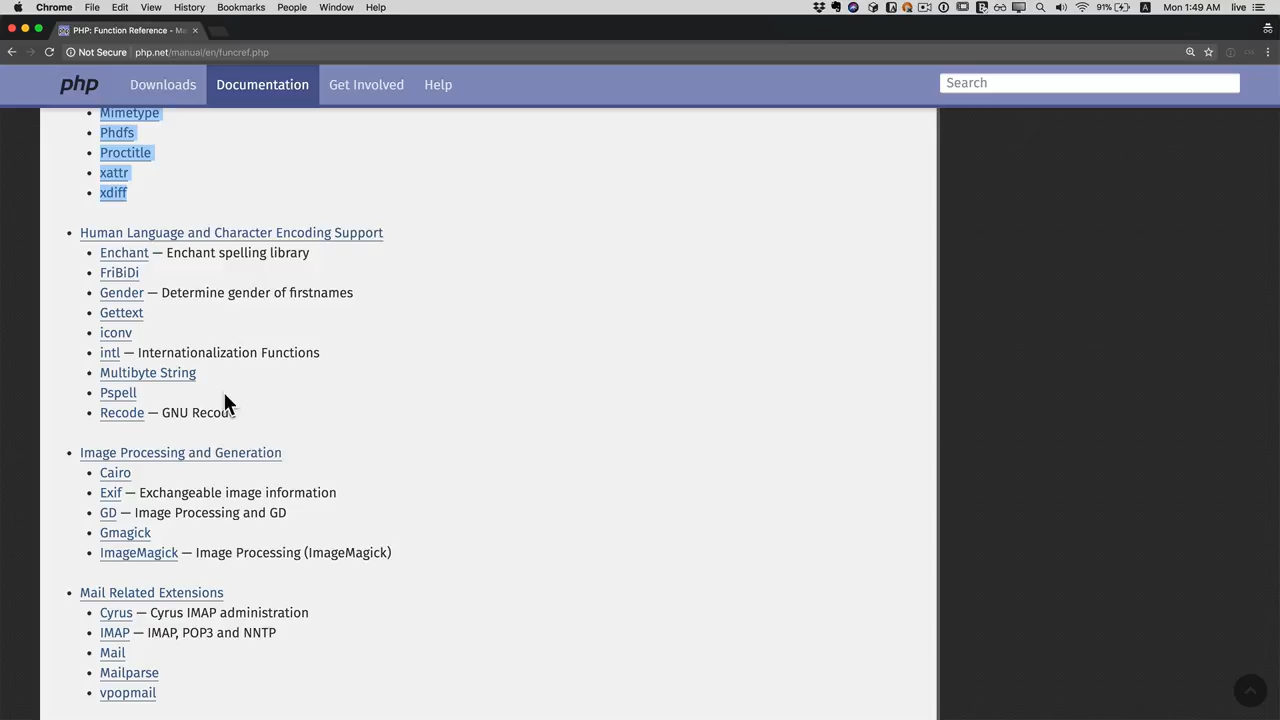 Chrome File Edit View History Bookmarks People Window Help 91% Mon 1:49 AM live
PHP: Function Reference - Ma
Not Secure php.net/manual/en/funcref.php
php Downloads Documentation Get Involved Help Search
Mimetype
Phdfs
Proctitle
xattr
xdiff
Human Language and Character Encoding Support
Enchant — Enchant spelling library
FriBiDi
Gender — Determine gender of firstnames
Gettext
iconv
intl — Internationalization Functions
Multibyte String
Pspell
Recode — GNU Recode
Image Processing and Generation
Cairo
Exif — Exchangeable image information
GD — Image Processing and GD
Gmagick
ImageMagick — Image Processing (ImageMagick)
Mail Related Extensions
Cyrus — Cyrus IMAP administration
IMAP — IMAP, POP3 and NNTP
Mail
Mailparse
vpopmail